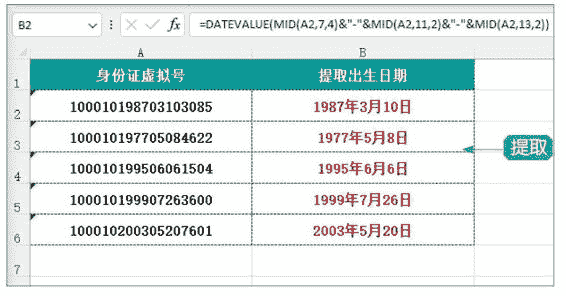 B2 fx =DATEVALUE(MID(A2,7,4)&"-"&MID(A2,11,2)&"-"&MID(A2,13,2))
A B
1 身份证虚拟号 提取出生日期
2 100010198703103085 1987年3月10日
3 100010197705084622 1977年5月8日
提取
4 100010199506061504 1995年6月6日
5 100010199907263600 1999年7月26日
6 100010200305207601 2003年5月20日
7